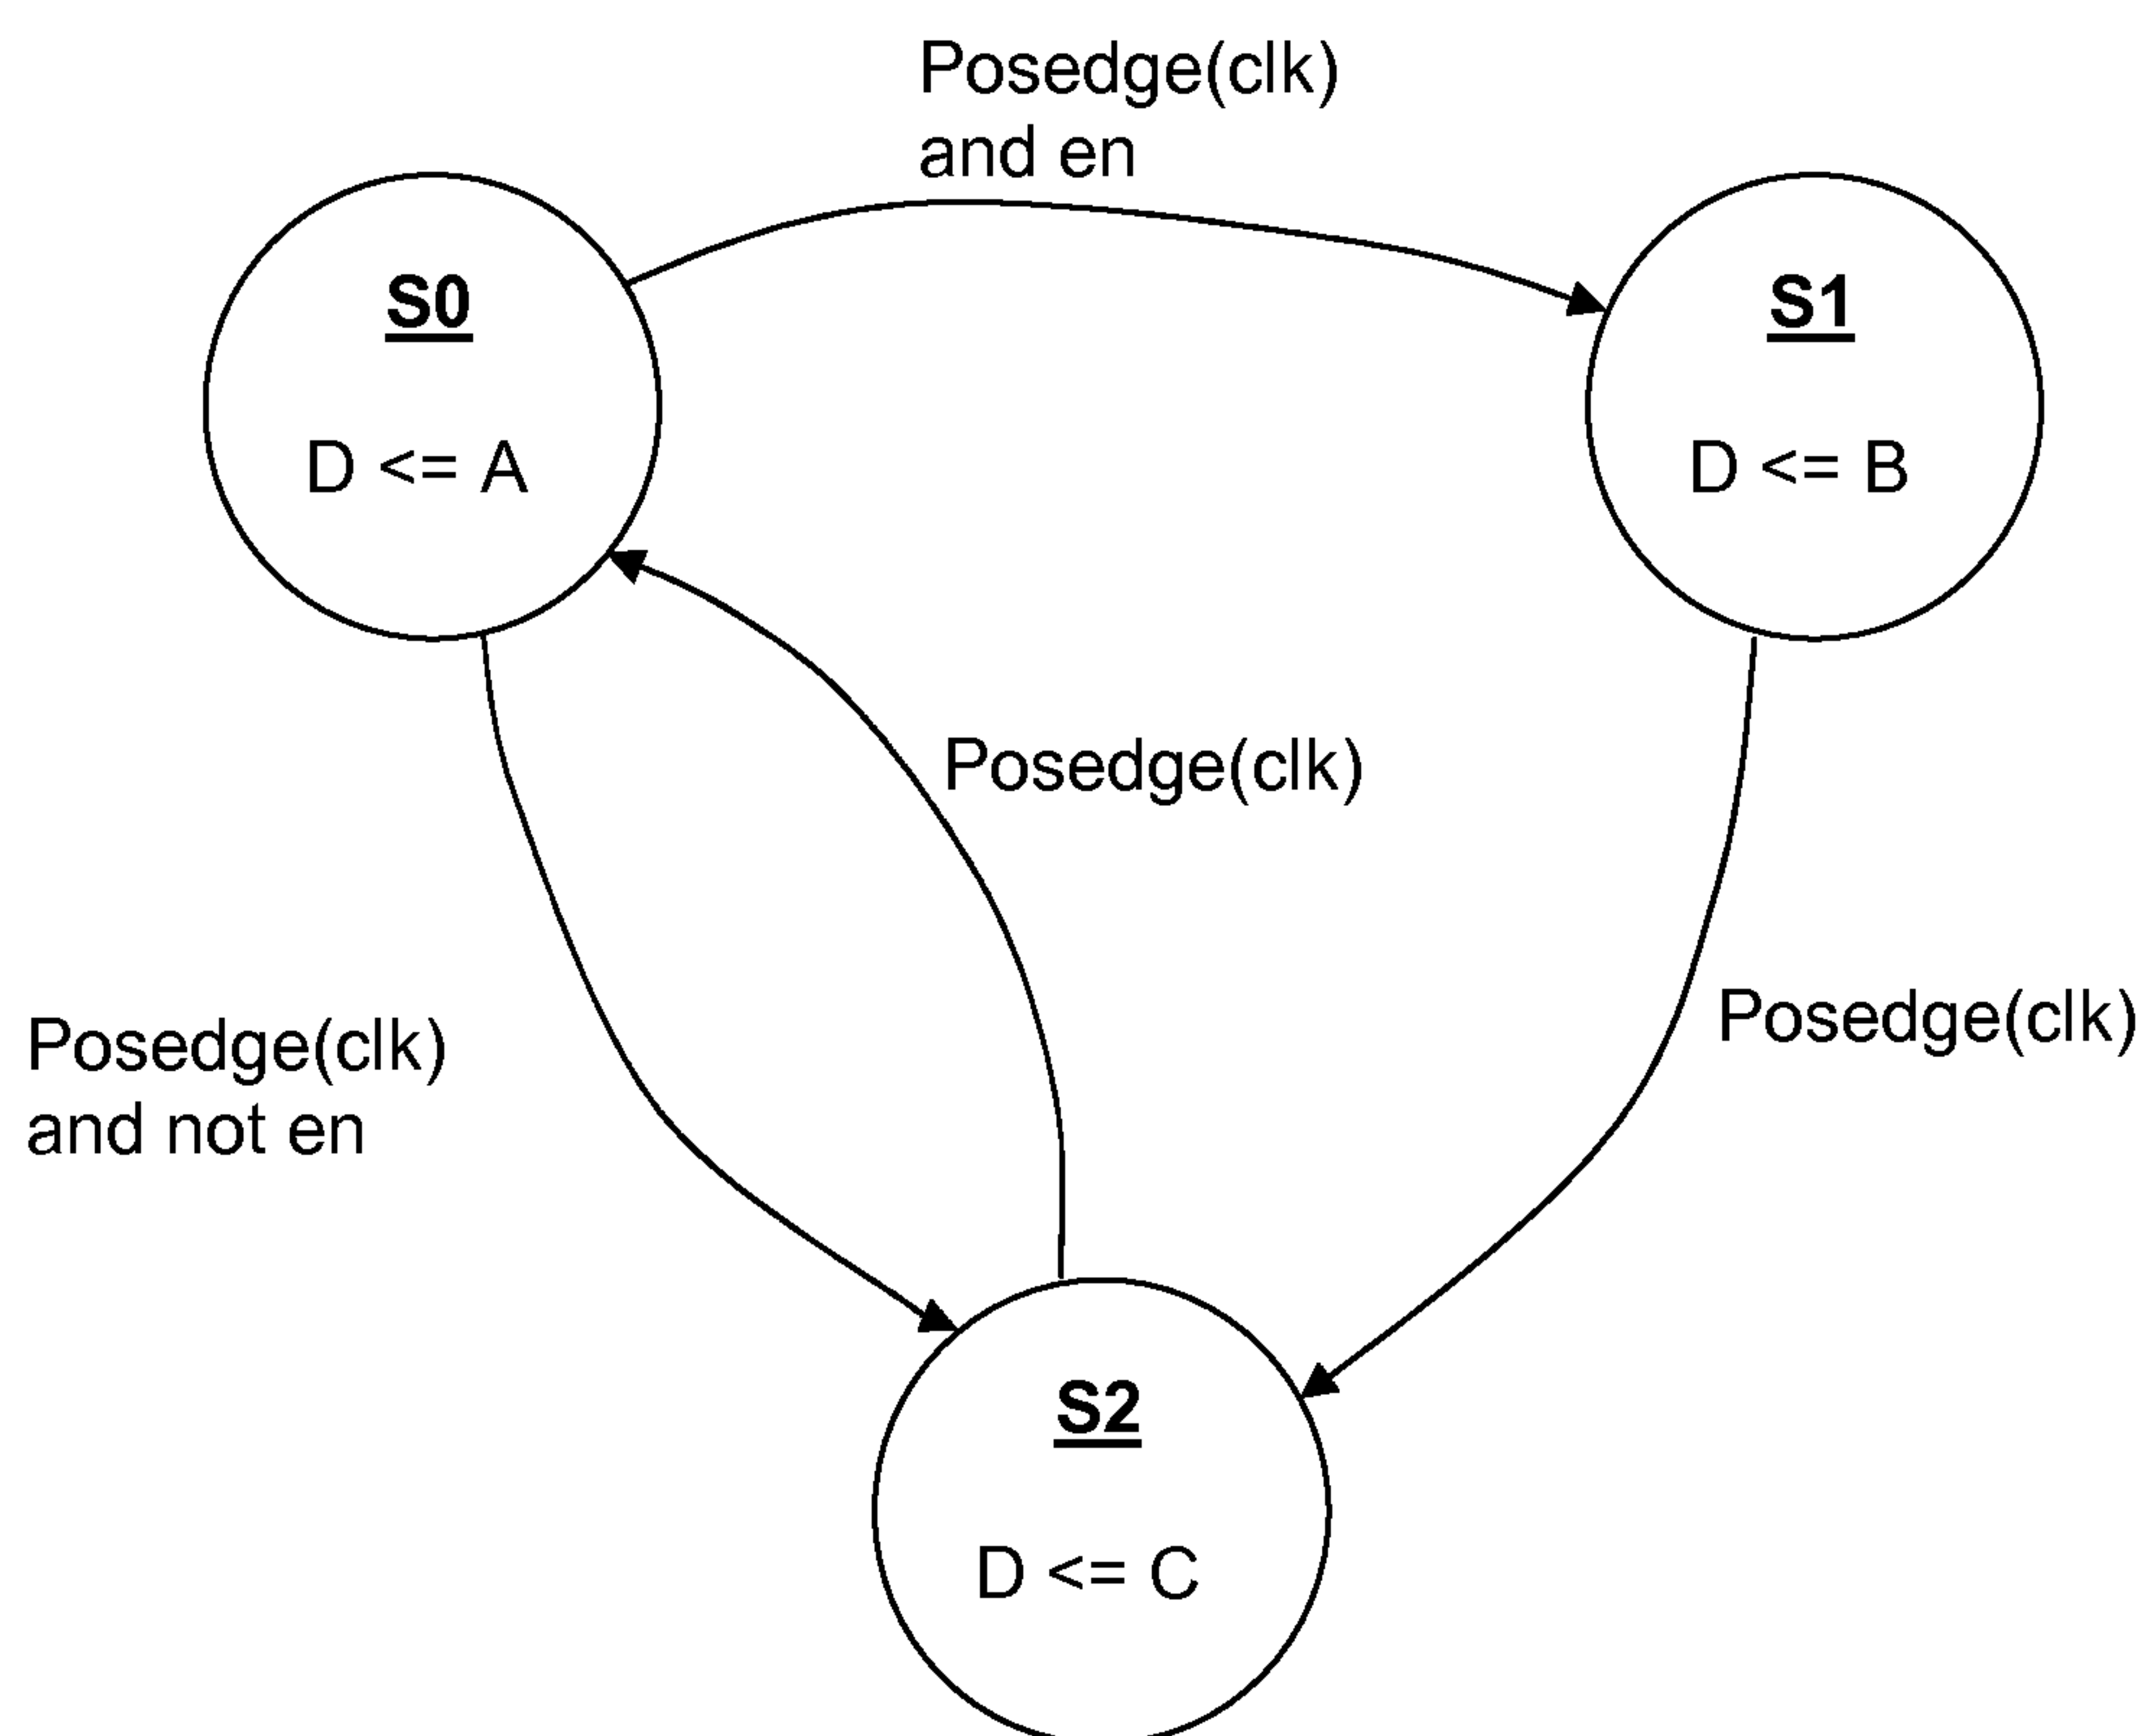 Posedge(clk)
and en
S0
D <= A
S1
D <= B
Posedge(clk)
Posedge(clk)
Posedge(clk)
and not en
S2
D <= C